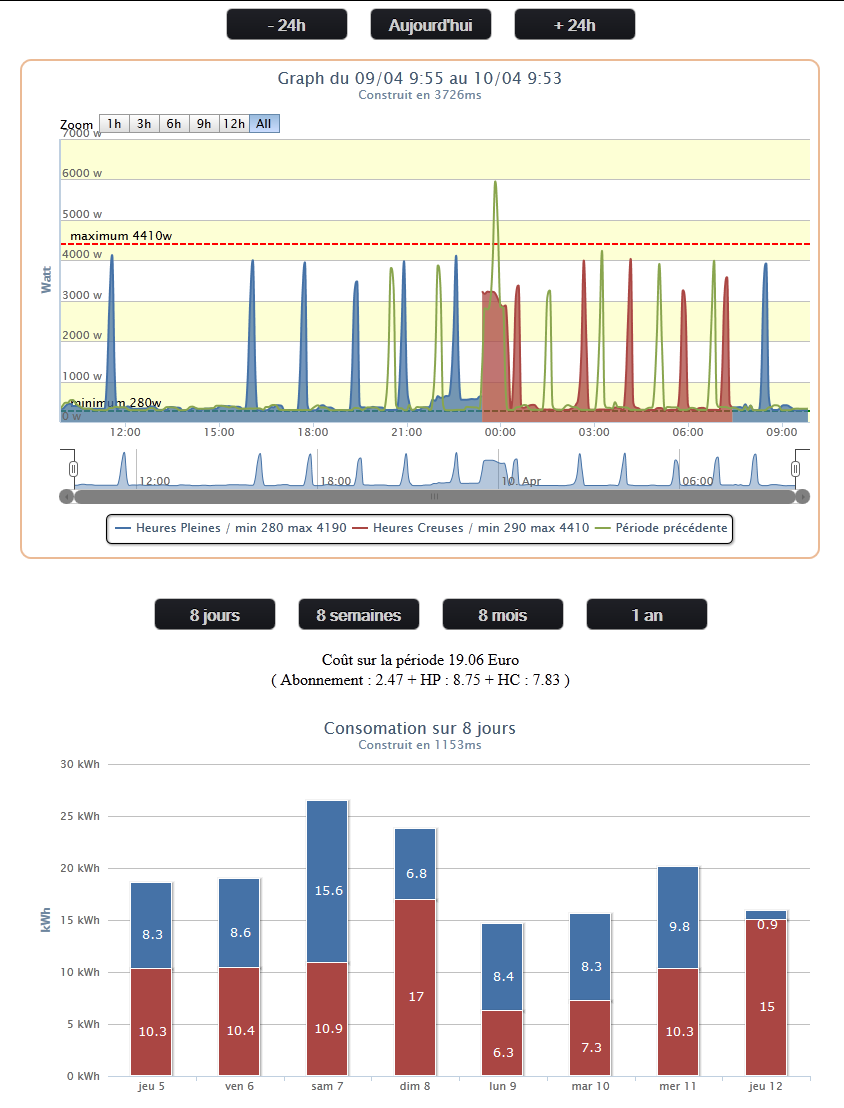 - 24h Aujourd'hui + 24h
Graph du 09/04 9:55 au 10/04 9:53
Construit en 3726ms
Zoom 1h 3h 6h 9h 12h All
7000 w
6000 w
5000 w
maximum 4410w
4000 w
3000 w
2000 w
1000 w
minimum 280w
0 w
Watt
12:00 15:00 18:00 21:00 00:00 03:00 06:00 09:00
12:00 18:00 10. Apr 06:00
Heures Pleines / min 280 max 4190 Heures Creuses / min 290 max 4410 Période précédente
8 jours 8 semaines 8 mois 1 an
Coût sur la période 19.06 Euro
( Abonnement : 2.47 + HP : 8.75 + HC : 7.83 )
Consomation sur 8 jours
Construit en 1153ms
30 kWh
25 kWh
20 kWh
15 kWh
10 kWh
5 kWh
0 kWh
kWh
8.3 8.6 15.6 6.8 8.4 8.3 9.8 0.9
10.3 10.4 10.9 17 6.3 7.3 10.3 15
jeu 5 ven 6 sam 7 dim 8 lun 9 mar 10 mer 11 jeu 12